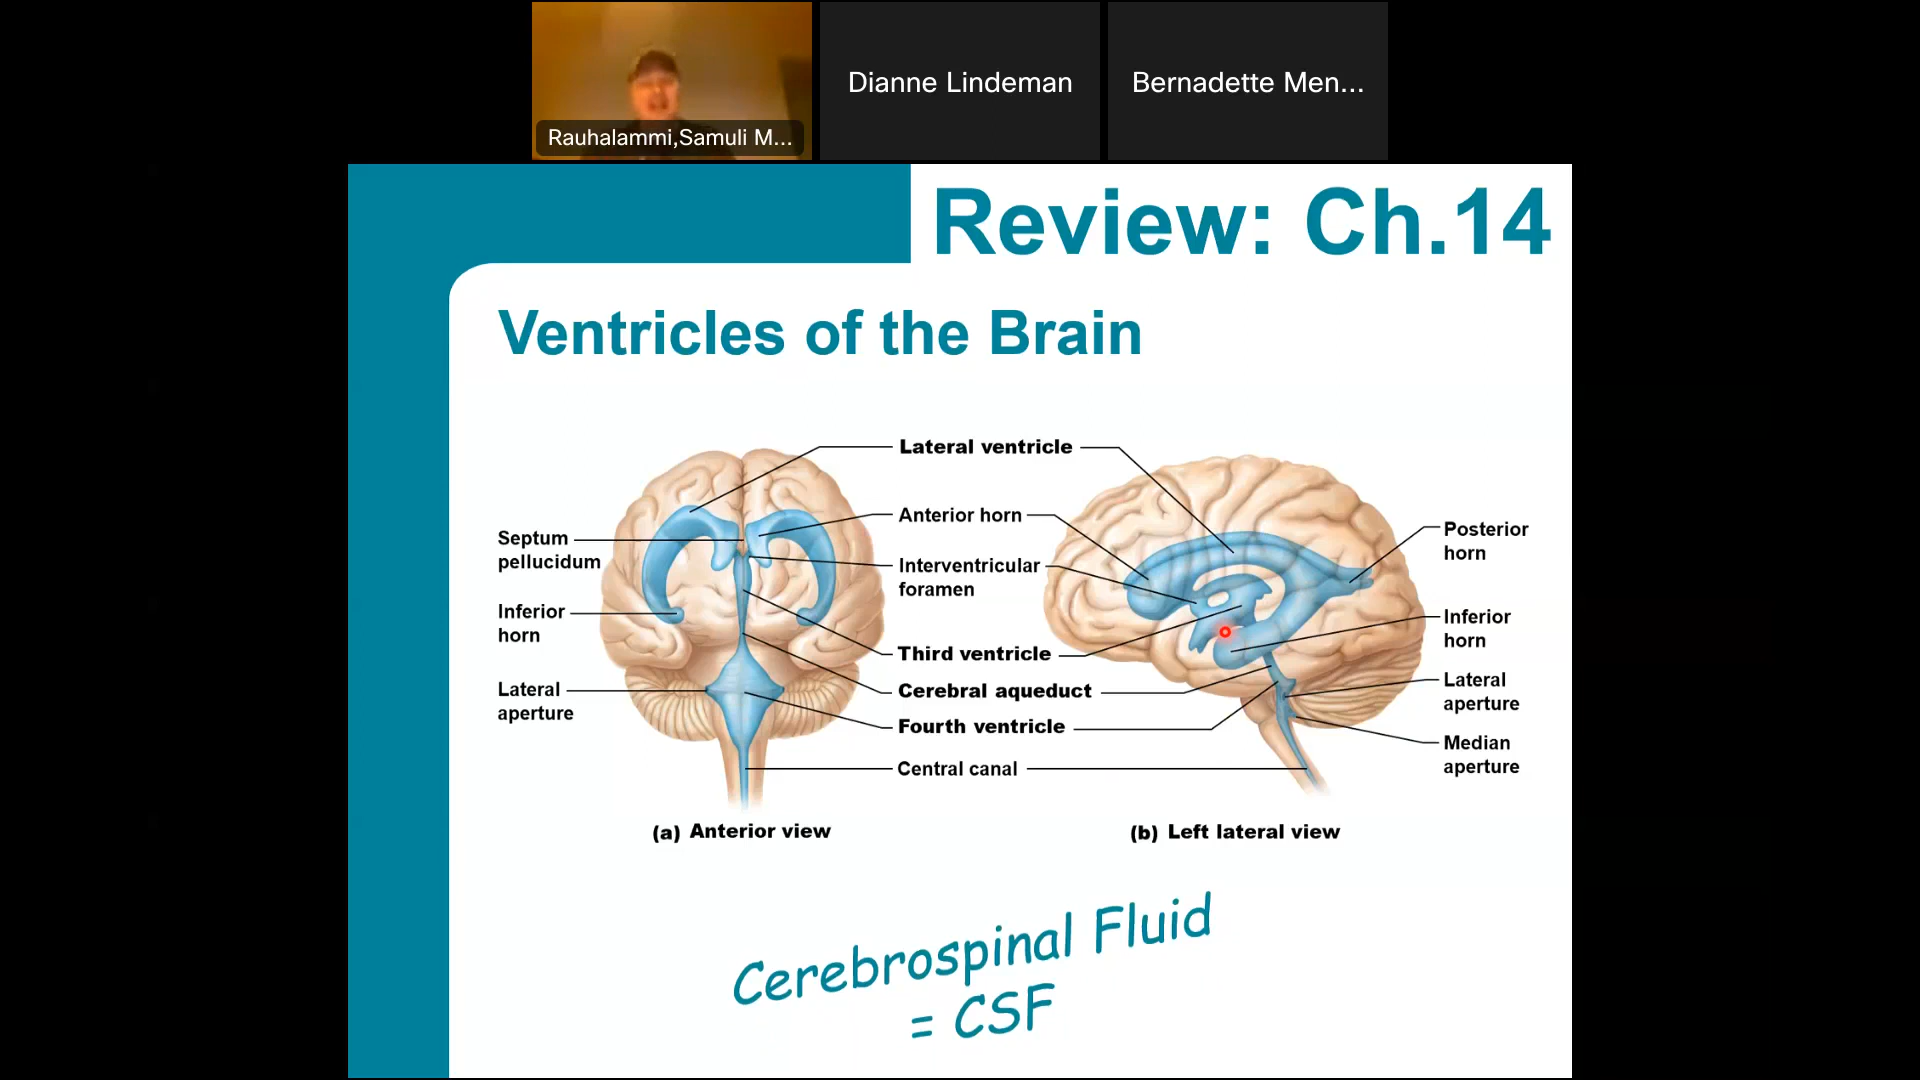 Rauhalammi,Samuli M...
Dianne Lindeman
Bernadette Men...
Review: Ch.14
Ventricles of the Brain
Lateral ventricle
Septum
pellucidum
Inferior
horn
Lateral
aperture
Anterior horn
Interventricular
foramen
Third ventricle
Cerebral aqueduct
Fourth ventricle
Central canal
Posterior
horn
Inferior
horn
Lateral
aperture
Median
aperture
(a) Anterior view
(b) Left lateral view
Cerebrospinal Fluid
= CSF